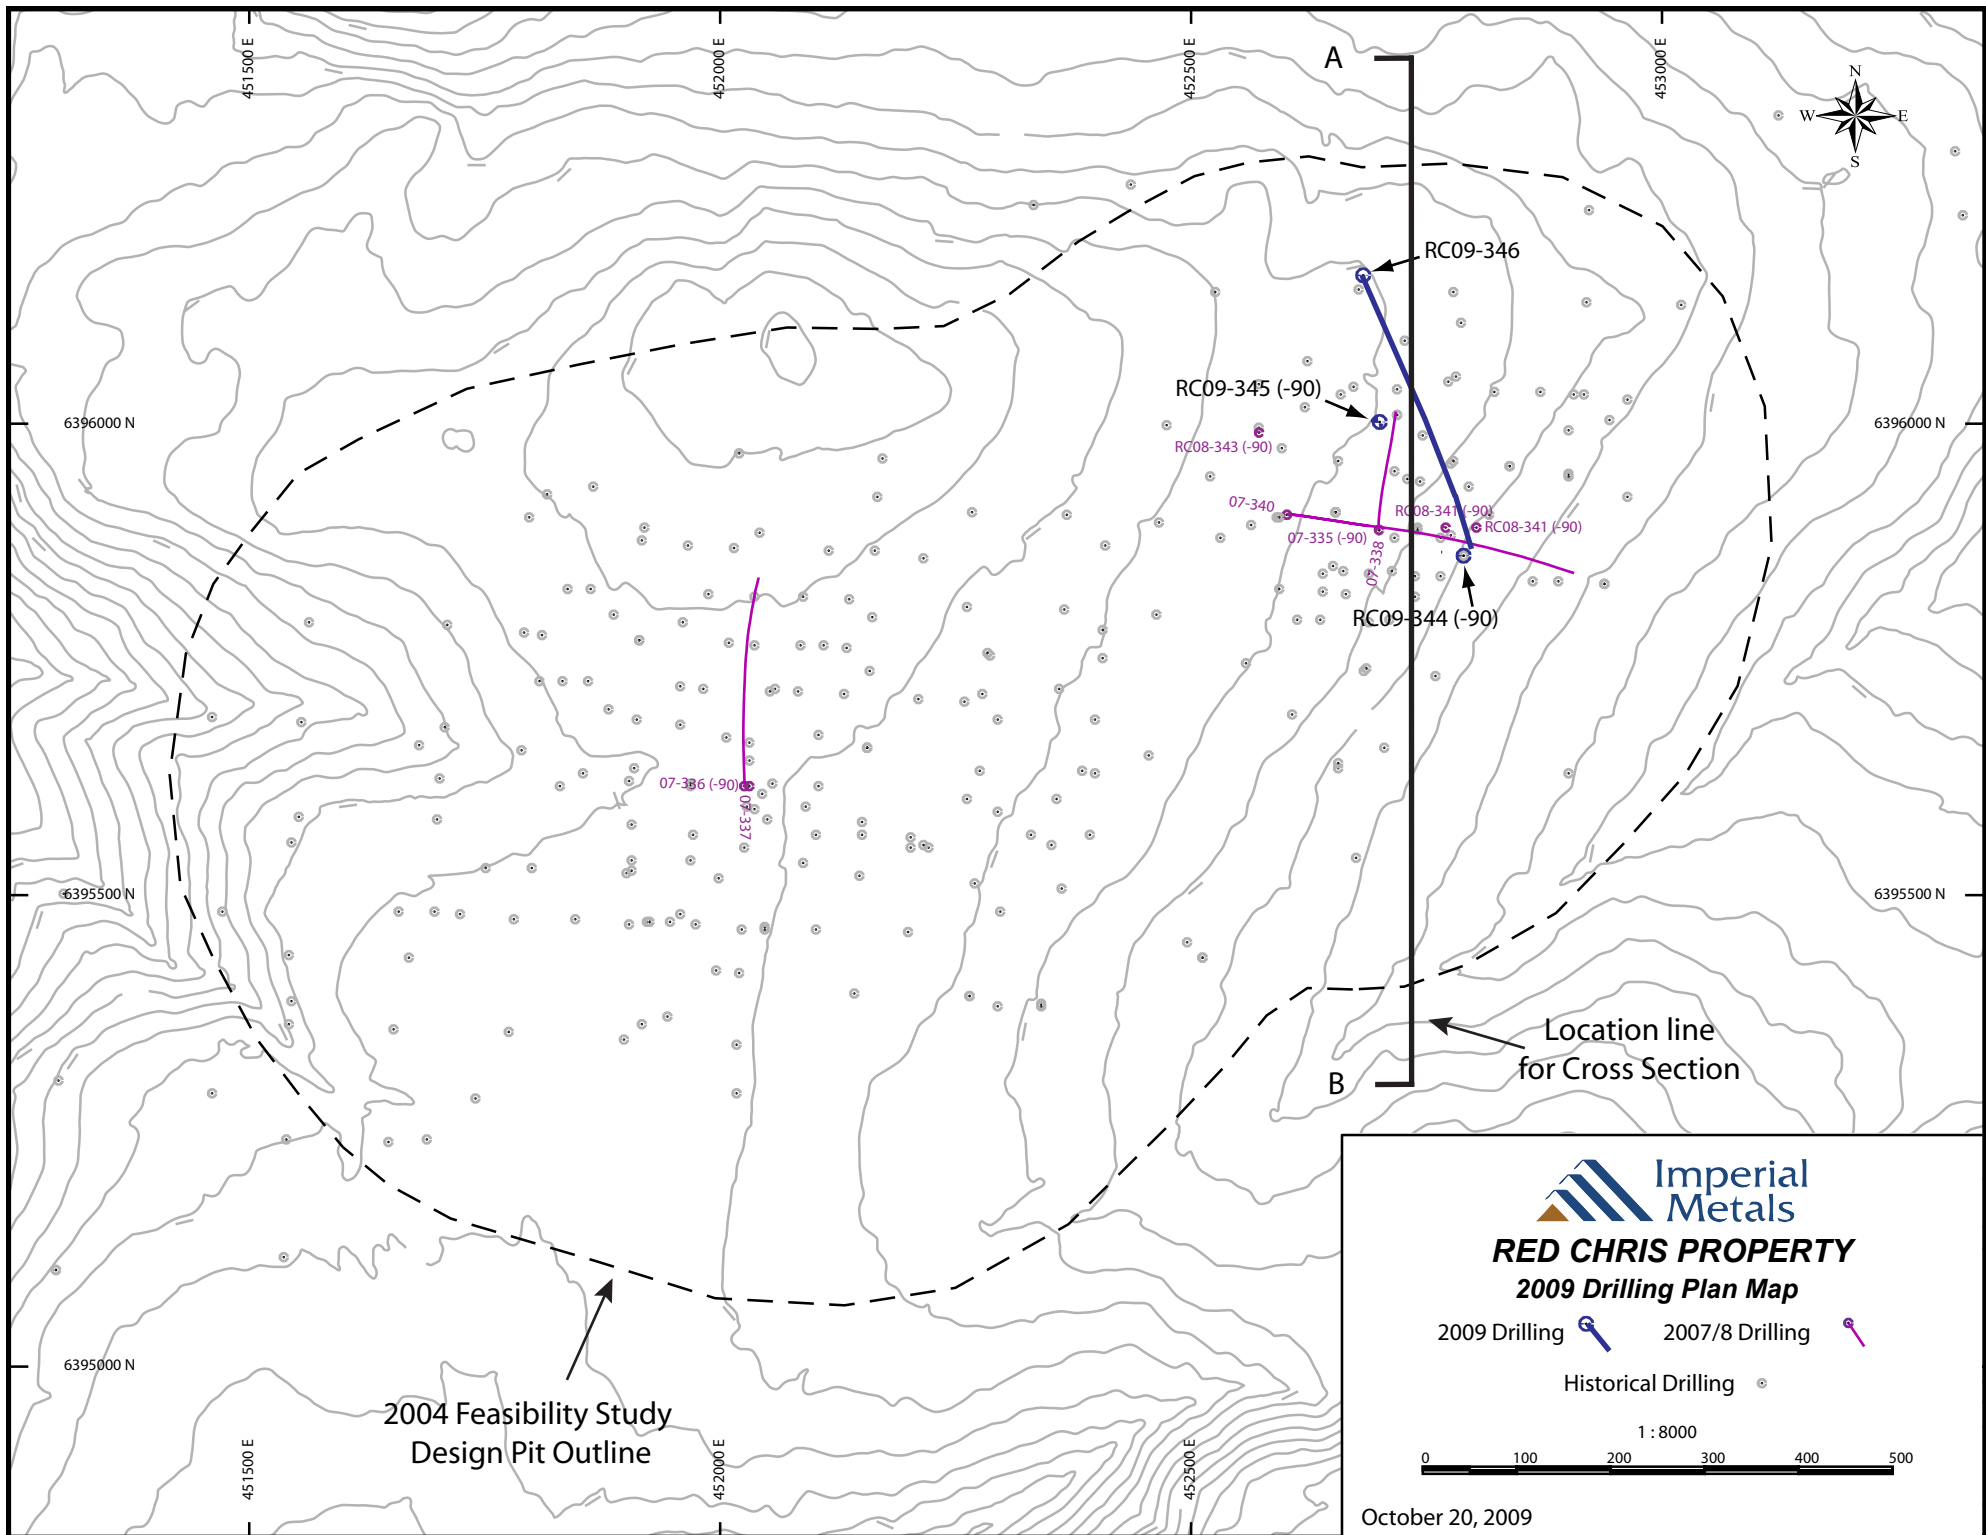 451500 E
452000 E
452500 E
453000 E
A
N
W
E
S
RC09-346
RC09-345 (-90)
6396000 N
6396000 N
RC08-343 (-90)
07-340
RC08-341 (-90)
RC08-341 (-90)
07-335 (-90)
07-338
RC09-344 (-90)
07-336 (-90)
07-337
6395500 N
6395500 N
Location line
for Cross Section
B
Imperial
Metals
RED CHRIS PROPERTY
2009 Drilling Plan Map
2009 Drilling
2007/8 Drilling
Historical Drilling
1 : 8000
0 100 200 300 400 500
October 20, 2009
6395000 N
2004 Feasibility Study
Design Pit Outline
451500 E
452000 E
452500 E